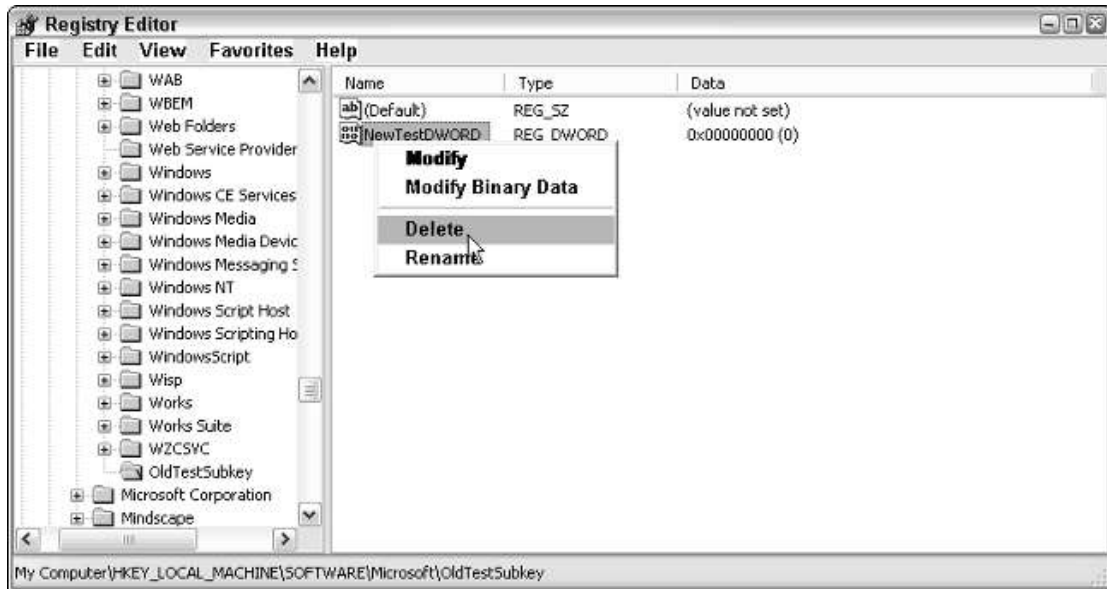 Registry Editor
File Edit View Favorites Help
WAB
WBEM
Web Folders
Web Service Provider
Windows
Windows CE Services
Windows Media
Windows Media Devic
Windows Messaging S
Windows NT
Windows Script Host
Windows Scripting Ho
WindowsScript
Wisp
Works
Works Suite
WZCSVC
OldTestSubkey
Microsoft Corporation
Mindscape
Name Type Data
ab (Default) REG_SZ (value not set)
NewTestDWORD REG_DWORD 0x00000000 (0)
Modify
Modify Binary Data
Delete
Rename
My Computer\HKEY_LOCAL_MACHINE\SOFTWARE\Microsoft\OldTestSubkey